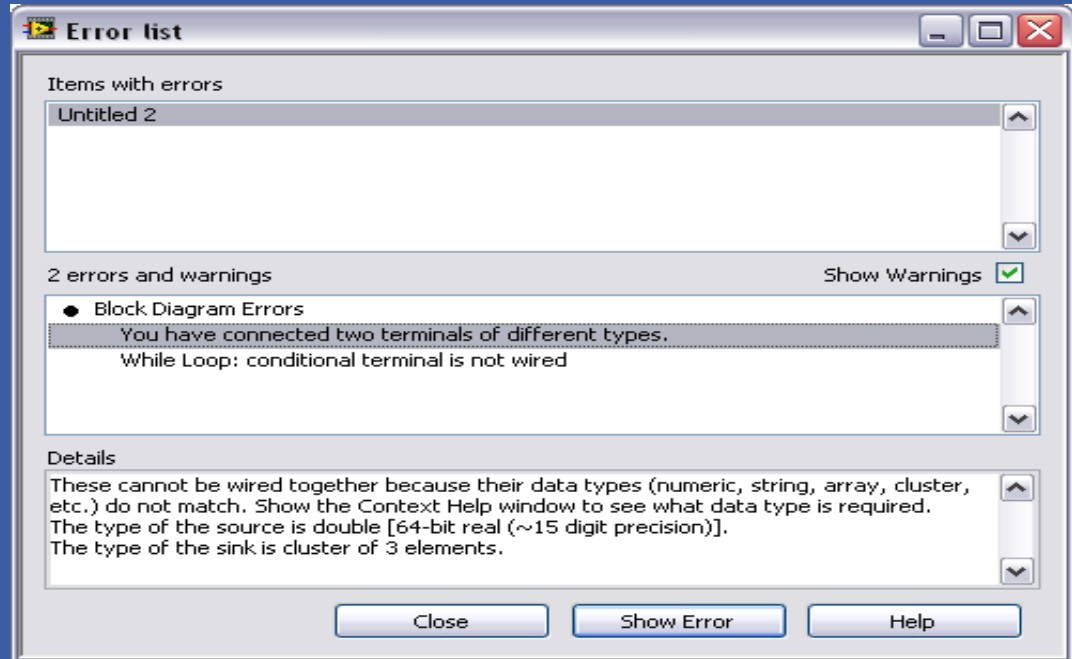 Error list
Items with errors
Untitled 2
2 errors and warnings
Show Warnings
Block Diagram Errors
You have connected two terminals of different types.
While Loop: conditional terminal is not wired
Details
These cannot be wired together because their data types (numeric, string, array, cluster,
etc.) do not match. Show the Context Help window to see what data type is required.
The type of the source is double [64-bit real (~15 digit precision)].
The type of the sink is cluster of 3 elements.
Close
Show Error
Help